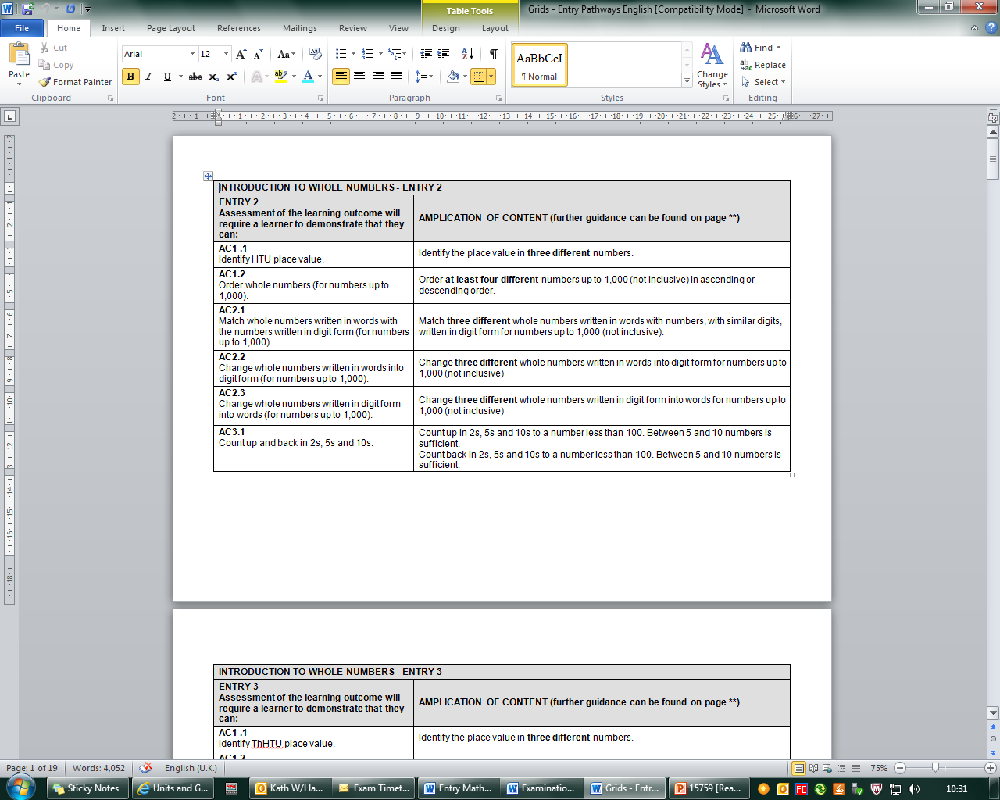 Table Tools
Grids - Entry Pathways English [Compatibility Mode] - Microsoft Word
File Home Insert Page Layout References Mailings Review View Design Layout
Paste
Cut
Copy
Format Painter
Clipboard
Arial 12
Font
Paragraph
AaBbCcI
¶ Normal
Change Styles
Styles
Find
Replace
Select
Editing
INTRODUCTION TO WHOLE NUMBERS - ENTRY 2
ENTRY 2
Assessment of the learning outcome will
require a learner to demonstrate that they
can:
AMPLICATION OF CONTENT (further guidance can be found on page **)
AC1 .1
Identify HTU place value.
Identify the place value in three different numbers.
AC1.2
Order whole numbers (for numbers up to
1,000).
Order at least four different numbers up to 1,000 (not inclusive) in ascending or
descending order.
AC2.1
Match whole numbers written in words with
the numbers written in digit form (for numbers
up to 1,000).
Match three different whole numbers written in words with numbers, with similar digits,
written in digit form for numbers up to 1,000 (not inclusive).
AC2.2
Change whole numbers written in words into
digit form (for numbers up to 1,000).
Change three different whole numbers written in words into digit form for numbers up to
1,000 (not inclusive)
AC2.3
Change whole numbers written in digit form
into words (for numbers up to 1,000).
Change three different whole numbers written in digit form into words for numbers up to
1,000 (not inclusive)
AC3.1
Count up and back in 2s, 5s and 10s.
Count up in 2s, 5s and 10s to a number less than 100. Between 5 and 10 numbers is
sufficient.
Count back in 2s, 5s and 10s to a number less than 100. Between 5 and 10 numbers is
sufficient.
INTRODUCTION TO WHOLE NUMBERS - ENTRY 3
ENTRY 3
Assessment of the learning outcome will
require a learner to demonstrate that they
can:
AMPLICATION OF CONTENT (further guidance can be found on page **)
AC1 .1
Identify ThHTU place value.
Identify the place value in three different numbers.
AC1.2
Page: 1 of 19 Words: 4,052 English (U.K.) 75%
Sticky Notes Units and G... Kath W/Ha... Exam Timet... Entry Math... Examinatio... Grids - Entr... 15759 [Rea... 10:31